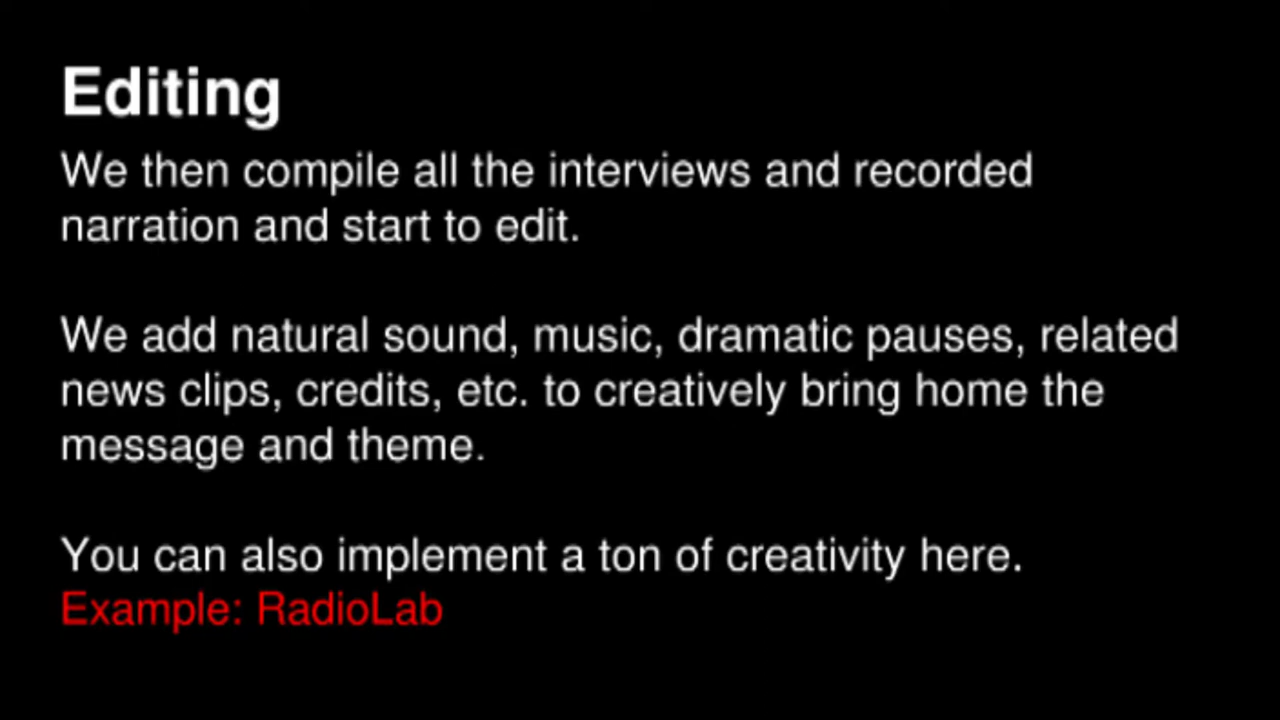 Editing
We then compile all the interviews and recorded
narration and start to edit.
We add natural sound, music, dramatic pauses, related
news clips, credits, etc. to creatively bring home the
message and theme.
You can also implement a ton of creativity here.
Example: RadioLab